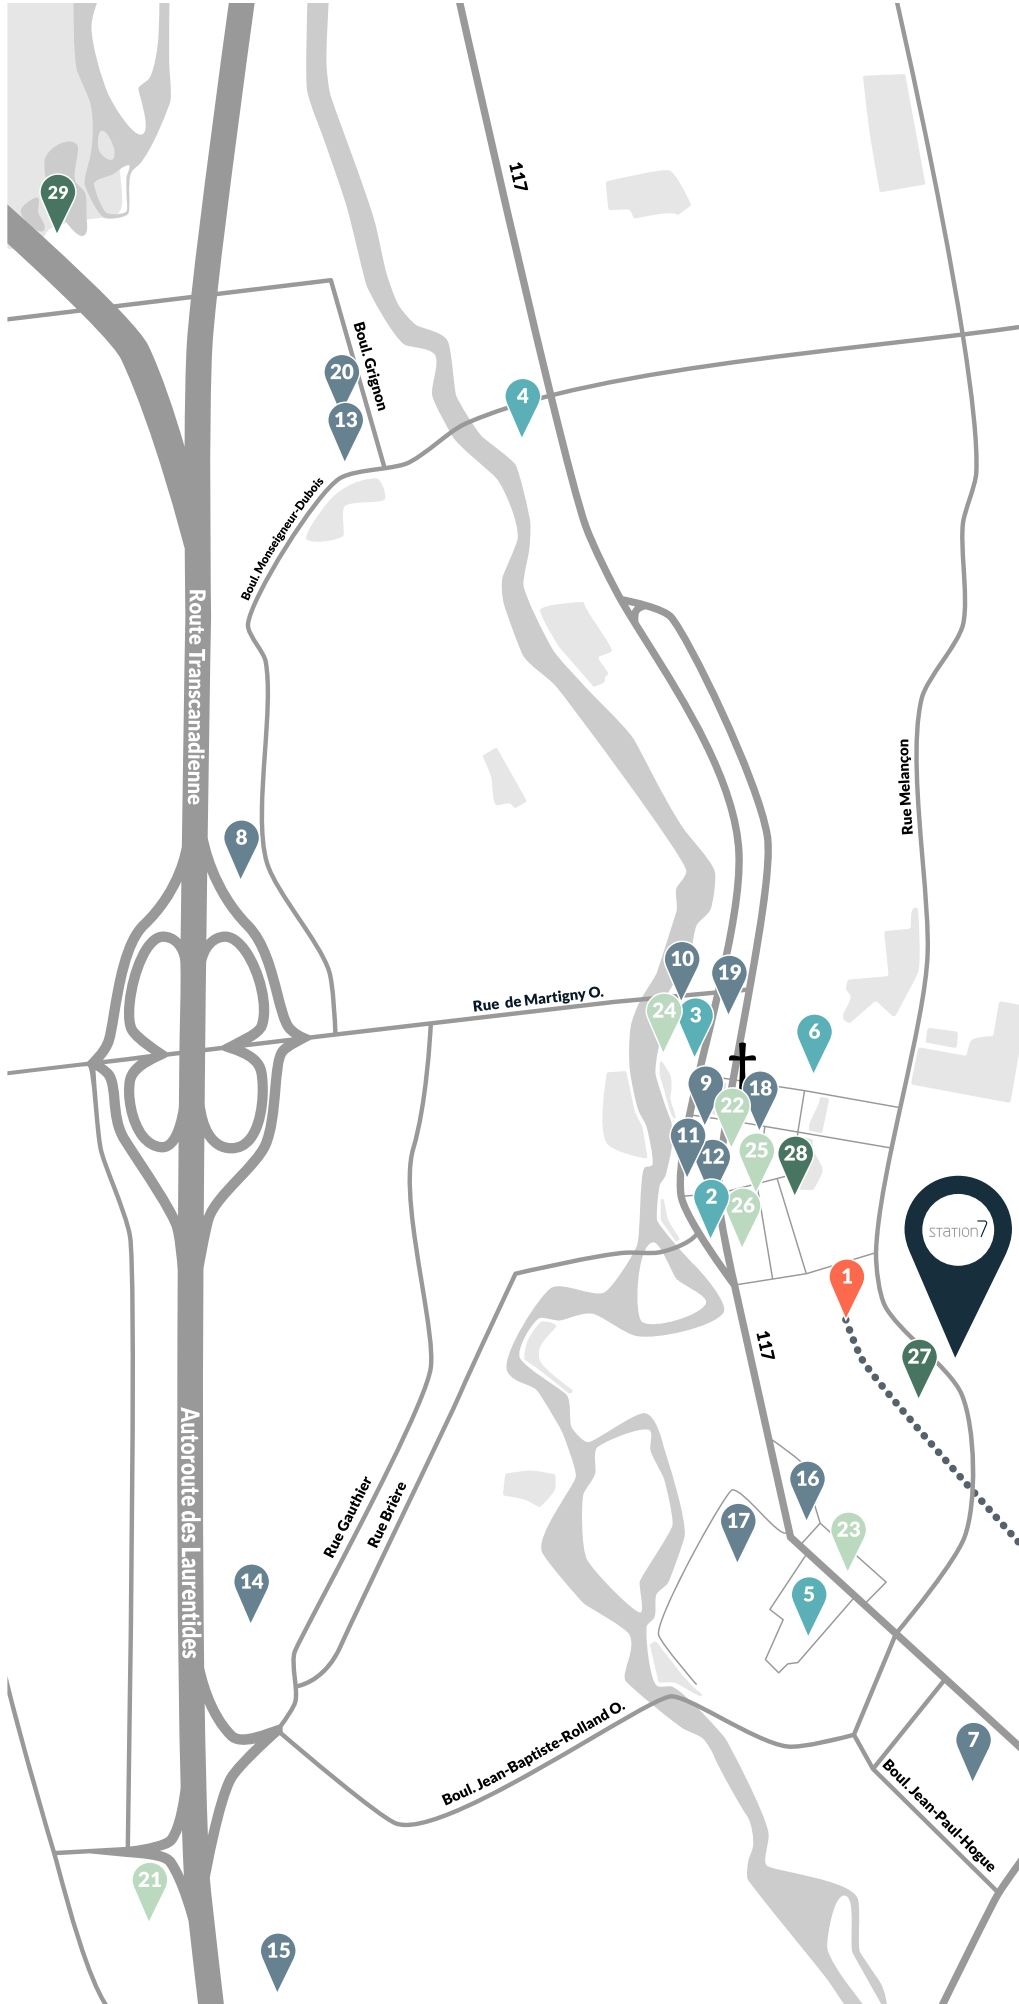 117
29
Boul. Grignon
20
4
13
Boul. Monseigneur-Dubois
Route Transcanadienne
Rue Melançon
8
10
19
Rue de Martigny O.
24
3
6
9
18
22
11
12
25
28
2
26
STATION7
1
117
27
Autoroute des Laurentides
Rue Gauthier
Rue Brière
16
17
23
14
5
Boul. Jean-Baptiste-Rolland O.
7
Boul. Jean-Paul-Hogue
21
15